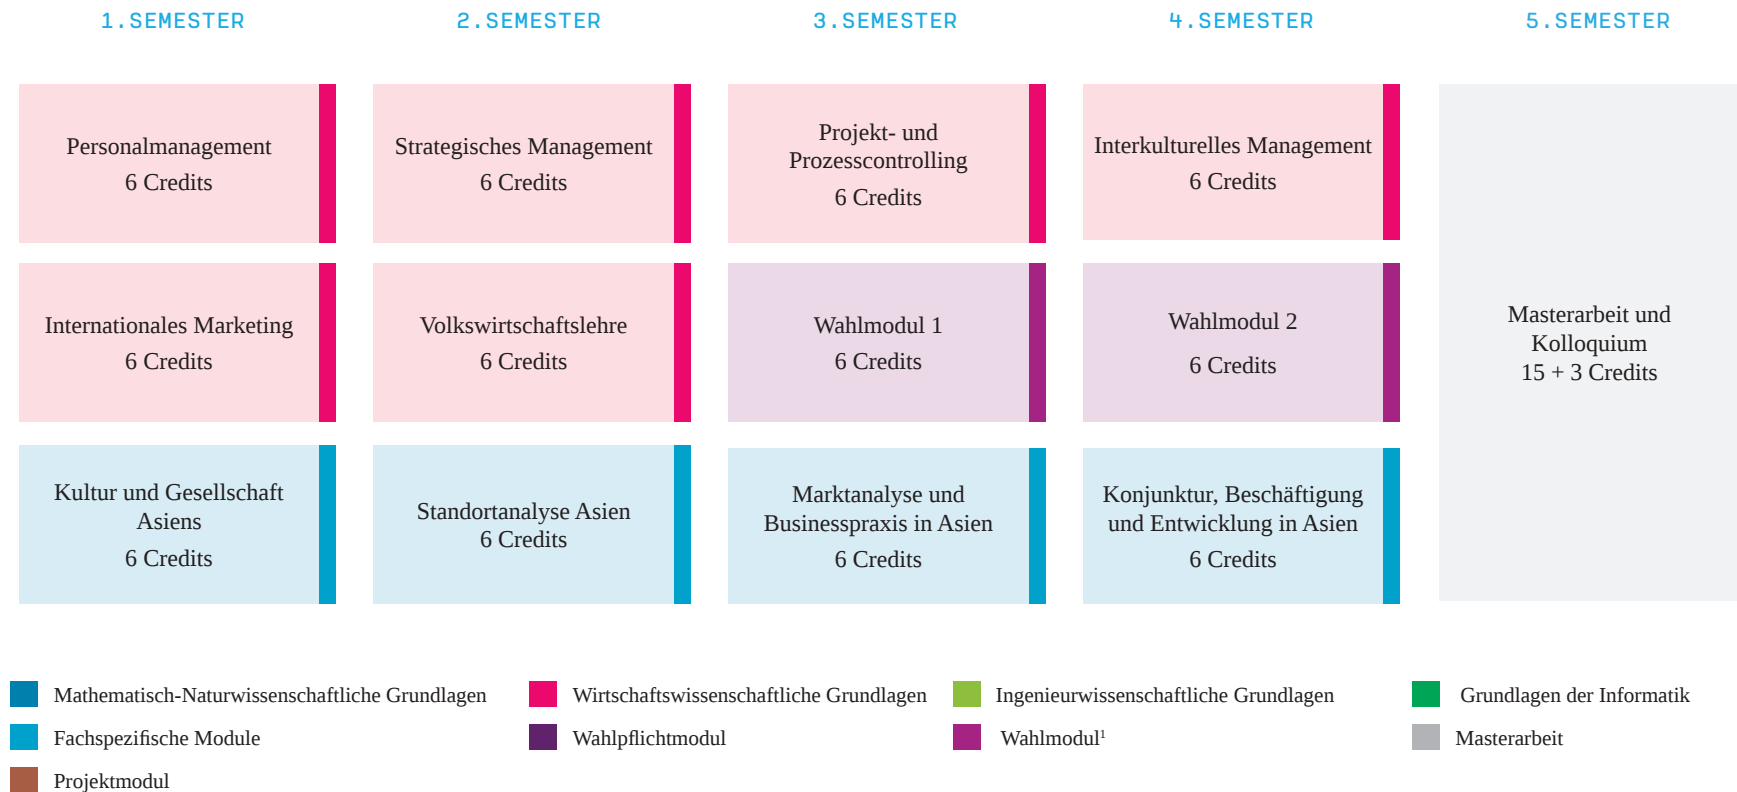 1.SEMESTER
2.SEMESTER
3.SEMESTER
4.SEMESTER
5.SEMESTER
Personalmanagement
6 Credits
Strategisches Management
6 Credits
Projekt- und
Prozesscontrolling
6 Credits
Interkulturelles Management
6 Credits
Internationales Marketing
6 Credits
Volkswirtschaftslehre
6 Credits
Wahlmodul 1
6 Credits
Wahlmodul 2
6 Credits
Masterarbeit und
Kolloquium
15 + 3 Credits
Kultur und Gesellschaft
Asiens
6 Credits
Standortanalyse Asien
6 Credits
Marktanalyse und
Businesspraxis in Asien
6 Credits
Konjunktur, Beschäftigung
und Entwicklung in Asien
6 Credits
Mathematisch-Naturwissenschaftliche Grundlagen
Wirtschaftswissenschaftliche Grundlagen
Ingenieurwissenschaftliche Grundlagen
Grundlagen der Informatik
Fachspezifische Module
Wahlpflichtmodul
Wahlmodul¹
Masterarbeit
Projektmodul